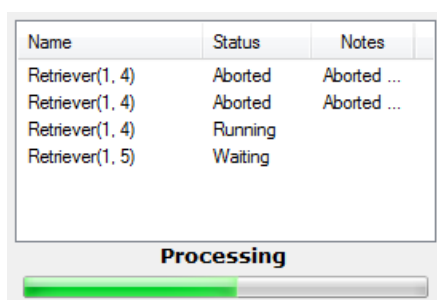 Name Status Notes
Retriever(1, 4) Aborted Aborted ...
Retriever(1, 4) Aborted Aborted ...
Retriever(1, 4) Running
Retriever(1, 5) Waiting
Processing